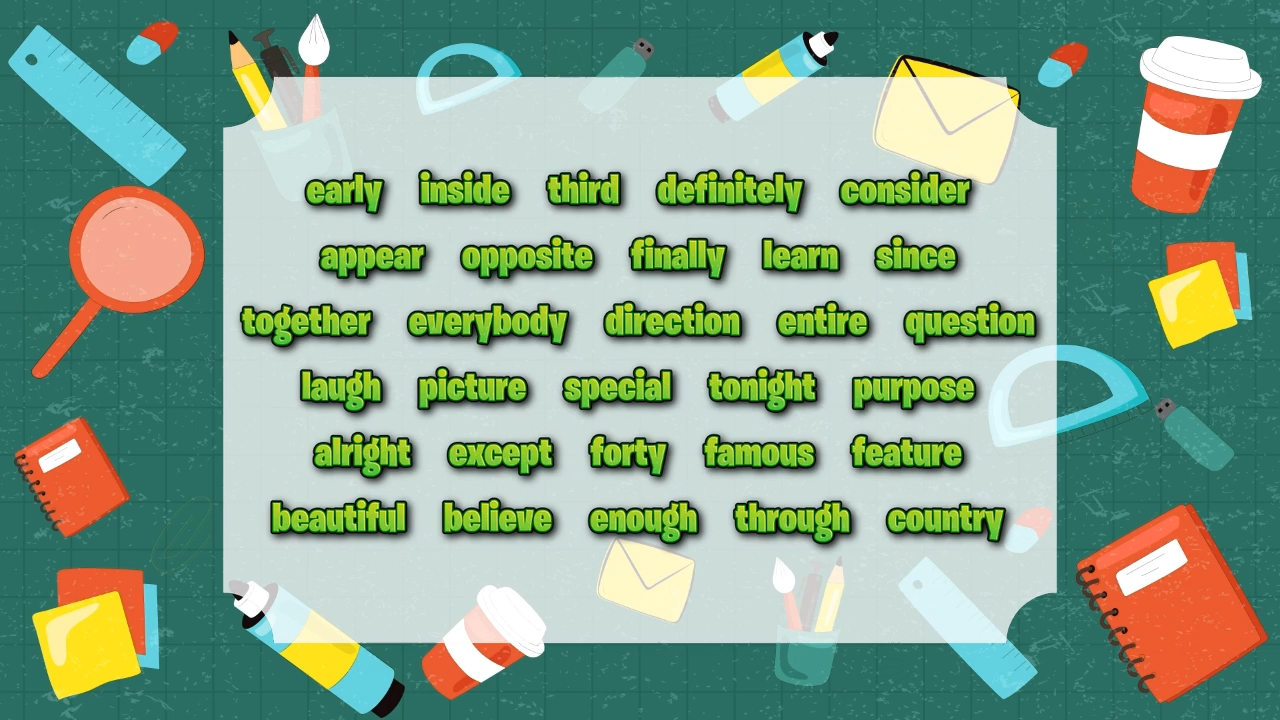 early inside third definitely consider
appear opposite finally learn since
together everybody direction entire question
laugh picture special tonight purpose
alright except forty famous feature
beautiful believe enough through country